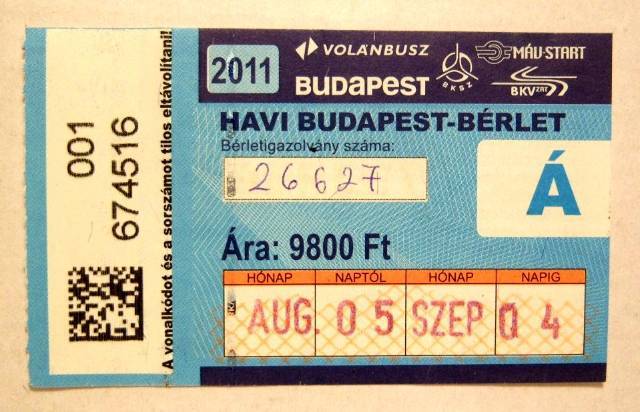 001
674516
A vonalkódot és a sorszámot tilos eltávolítani!
2011
VOLÁNBUSZ
BUDAPEST
BKSZ
MÁV-START
BKV ZRT
HAVI BUDAPEST-BÉRLET
Bérletigazolvány száma:
26627
Á
Ára: 9800 Ft
HÓNAP NAPTÓL HÓNAP NAPIG
AUG. 05 SZEP 04